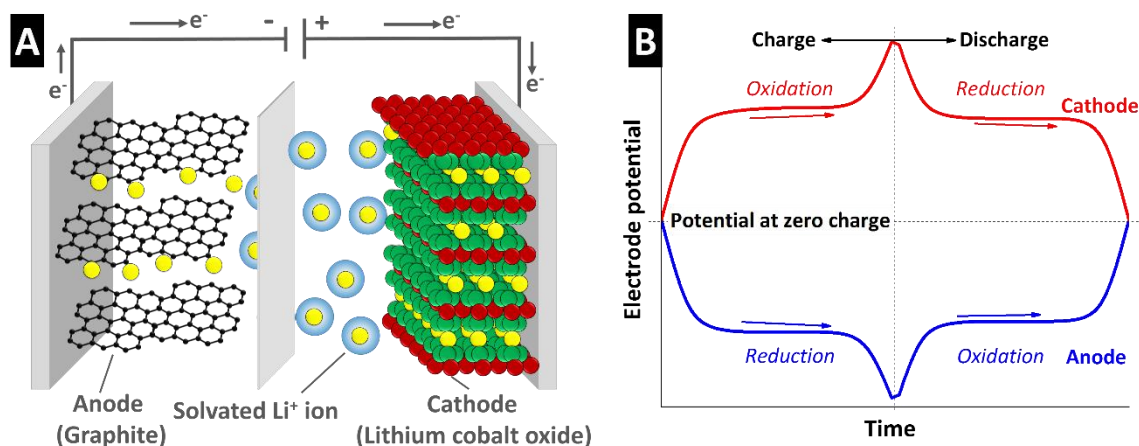 A
e⁻
- +
e⁻
e⁻
e⁻
Anode
(Graphite)
Solvated Li⁺ ion
Cathode
(Lithium cobalt oxide)
B
Charge
Discharge
Oxidation
Reduction
Cathode
Electrode potential
Potential at zero charge
Reduction
Oxidation
Anode
Time